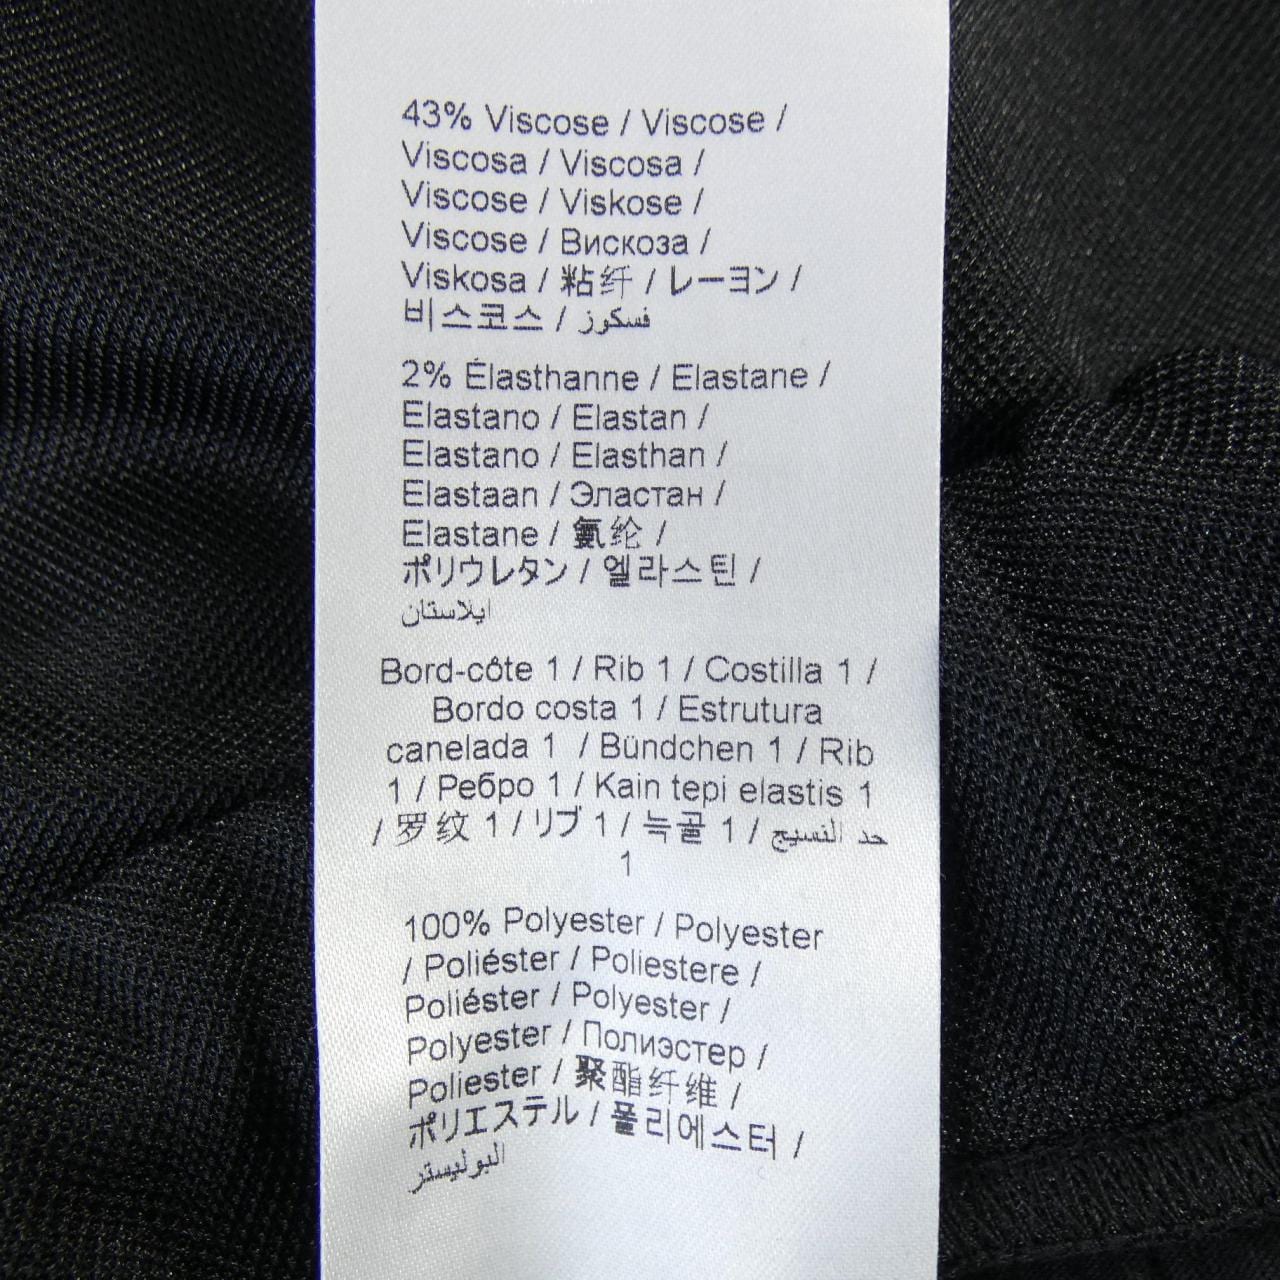 43% Viscose / Viscose /
Viscosa / Viscosa /
Viscose / Viskose /
Viscose / Вискоза /
Viskosa / 粘纤 / レーヨン /
비스코스 / فسكوز
2% Élasthanne / Elastane /
Elastano / Elastan /
Elastano / Elasthan /
Elastaan / Эластан /
Elastane / 氨纶 /
ポリウレタン / 엘라스틴 /
ايلاستان
Bord-côte 1 / Rib 1 / Costilla 1 /
Bordo costa 1 / Estrutura
canelada 1 / Bündchen 1 / Rib
1 / Ребро 1 / Kain tepi elastis 1
/ 罗纹 1 / リブ 1 / 늑골 1 / حد النسيج
1
100% Polyester / Polyester
/ Poliéster / Poliestere /
Poliéster / Polyester /
Polyester / Полиэстер /
Poliester / 聚酯纤维 /
ポリエステル / 폴리에스터 /
البوليستر